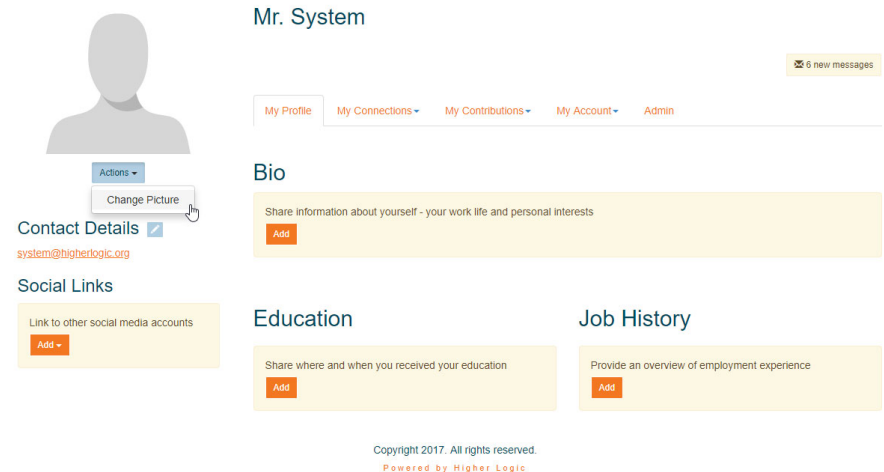 Mr. System
6 new messages
My Profile My Connections My Contributions My Account Admin
Actions
Change Picture
Contact Details
system@higherlogic.org
Social Links
Link to other social media accounts
Add
Bio
Share information about yourself - your work life and personal interests
Add
Education
Share where and when you received your education
Add
Job History
Provide an overview of employment experience
Add
Copyright 2017. All rights reserved.
Powered by Higher Logic